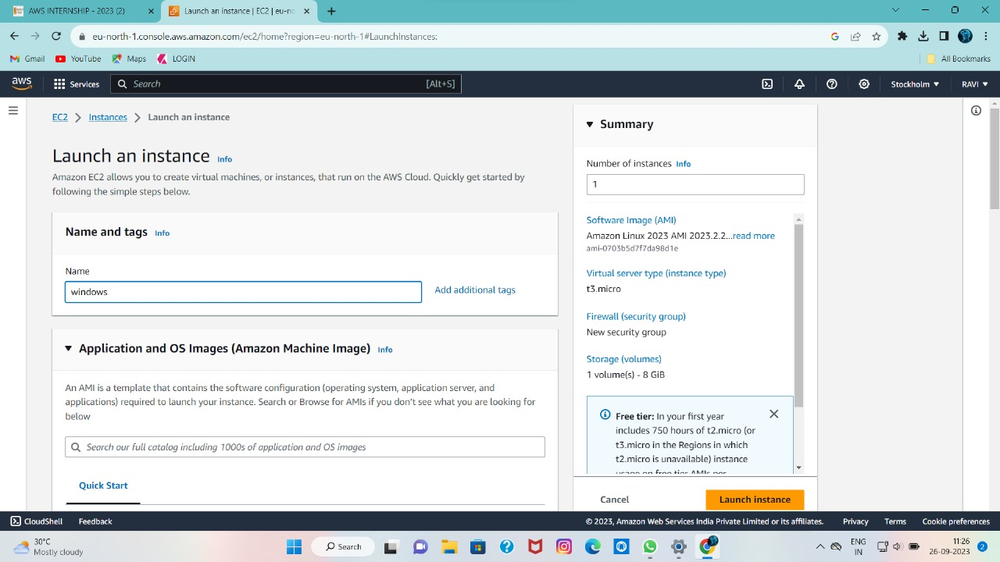 AWS INTERNSHIP - 2023 (2)
Launch an instance | EC2 | eu-no
eu-north-1.console.aws.amazon.com/ec2/home?region=eu-north-1#LaunchInstances:
Gmail YouTube Maps LOGIN All Bookmarks
aws Services Search [Alt+S] Stockholm RAVI
EC2 Instances Launch an instance
Launch an instance Info
Amazon EC2 allows you to create virtual machines, or instances, that run on the AWS Cloud. Quickly get started by
following the simple steps below.
Name and tags Info
Name
windows
Add additional tags
Application and OS Images (Amazon Machine Image) Info
An AMI is a template that contains the software configuration (operating system, application server, and
applications) required to launch your instance. Search or Browse for AMIs if you don’t see what you are looking for
below
Search our full catalog including 1000s of application and OS images
Quick Start
Summary
Number of instances Info
1
Software Image (AMI)
Amazon Linux 2023 AMI 2023.2.2...read more
ami-0703b5d7f7da98d1e
Virtual server type (instance type)
t3.micro
Firewall (security group)
New security group
Storage (volumes)
1 volume(s) - 8 GiB
Free tier: In your first year
includes 750 hours of t2.micro (or
t3.micro in the Regions in which
t2.micro is unavailable) instance
usage on free tier AMIs per
Cancel Launch instance
CloudShell Feedback © 2023, Amazon Web Services India Private Limited or its affiliates. Privacy Terms Cookie preferences
30°C
Mostly cloudy
Search
ENG
IN
11:26
26-09-2023
2